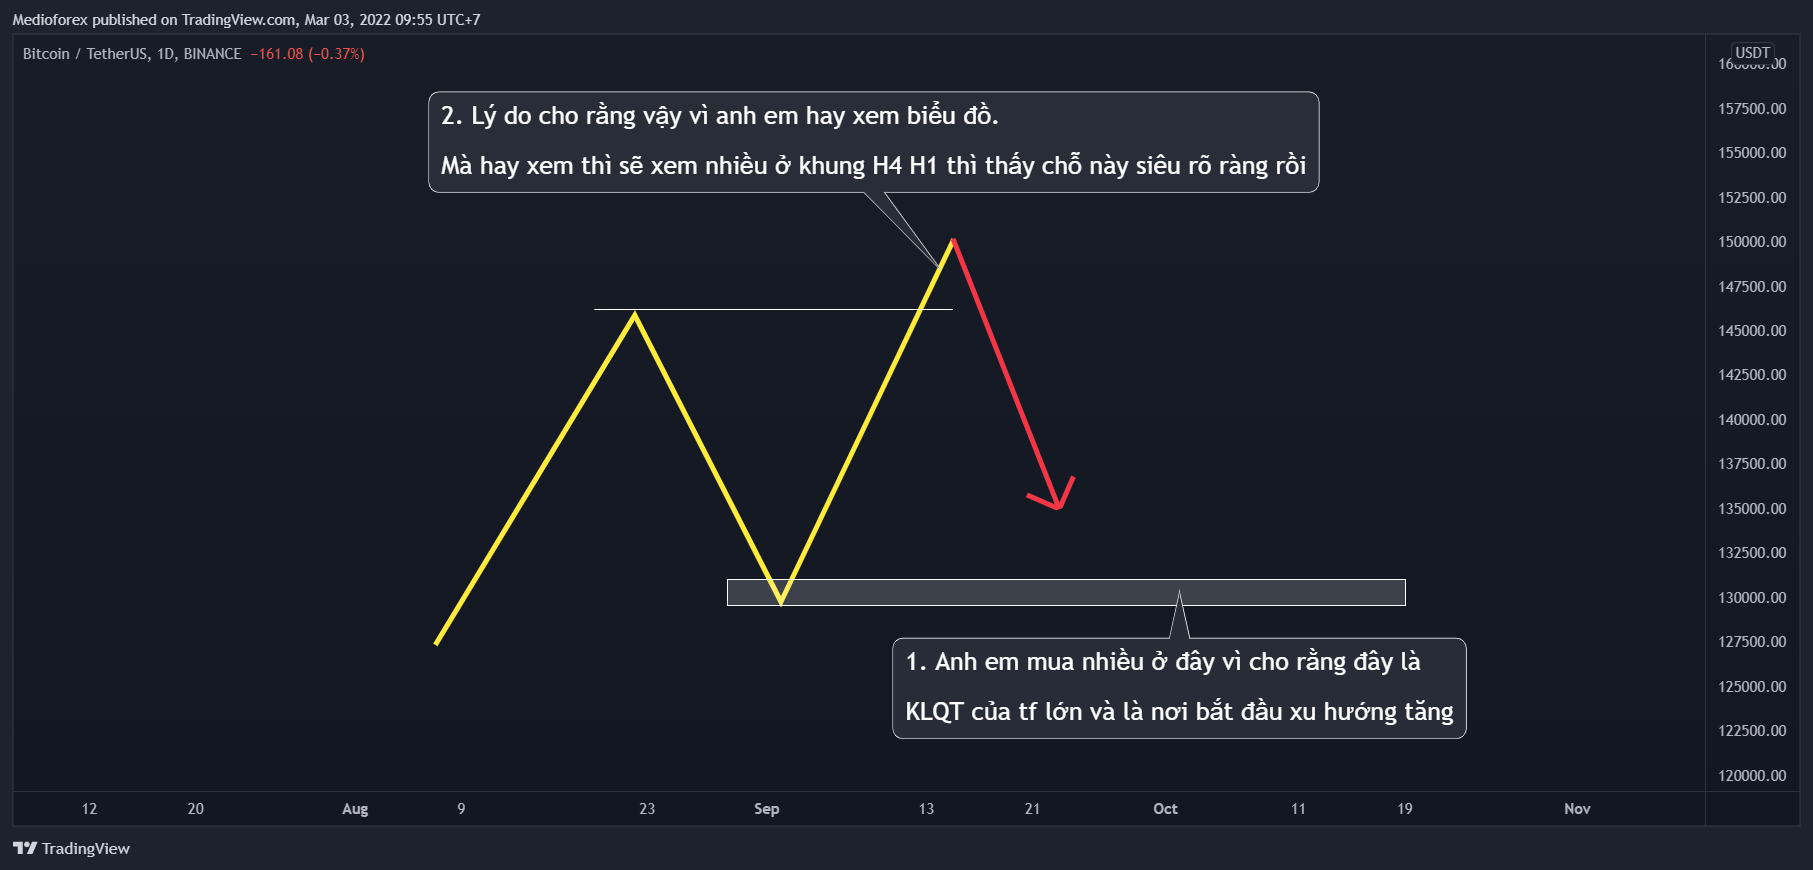 Medioforex published on TradingView.com, Mar 03, 2022 09:55 UTC+7
Bitcoin / TetherUS, 1D, BINANCE −161.08 (−0.37%)
USDT
157500.00
155000.00
152500.00
150000.00
147500.00
145000.00
142500.00
140000.00
137500.00
135000.00
132500.00
130000.00
127500.00
125000.00
122500.00
120000.00
2. Lý do cho rằng vậy vì anh em hay xem biểu đồ.
Mà hay xem thì sẽ xem nhiều ở khung H4 H1 thì thấy chỗ này siêu rõ ràng rồi
1. Anh em mua nhiều ở đây vì cho rằng đây là
KLQT của tf lớn và là nơi bắt đầu xu hướng tăng
12 20 Aug 9 23 Sep 13 21 Oct 11 19 Nov
TradingView